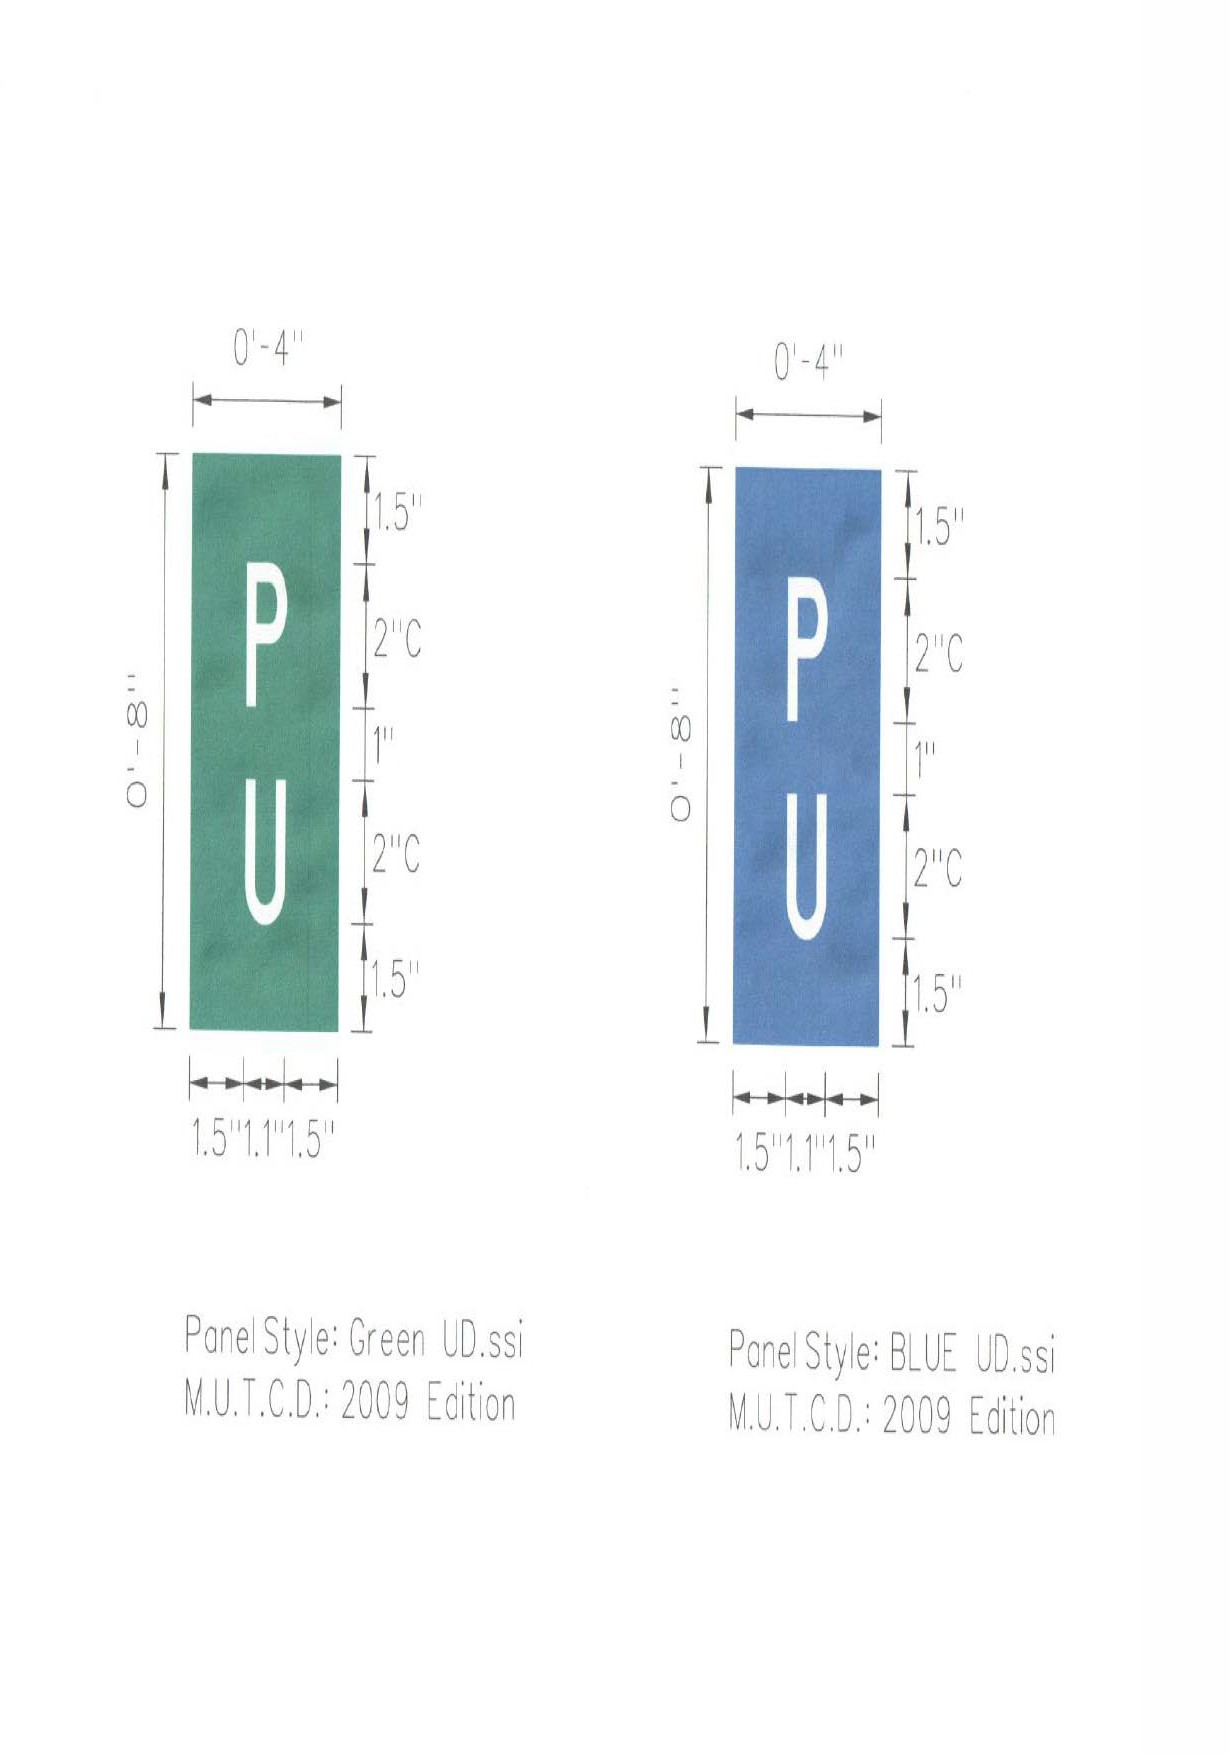 0'-4"
1.5"
P
2"C
0'-8"
1"
U
2"C
1.5"
1.5" 1.1" 1.5"
Panel Style: Green UD.ssi
M.U.T.C.D.: 2009 Edition
0'-4"
1.5"
P
2"C
0'-8"
1"
U
2"C
1.5"
1.5" 1.1" 1.5"
Panel Style: BLUE UD.ssi
M.U.T.C.D.: 2009 Edition